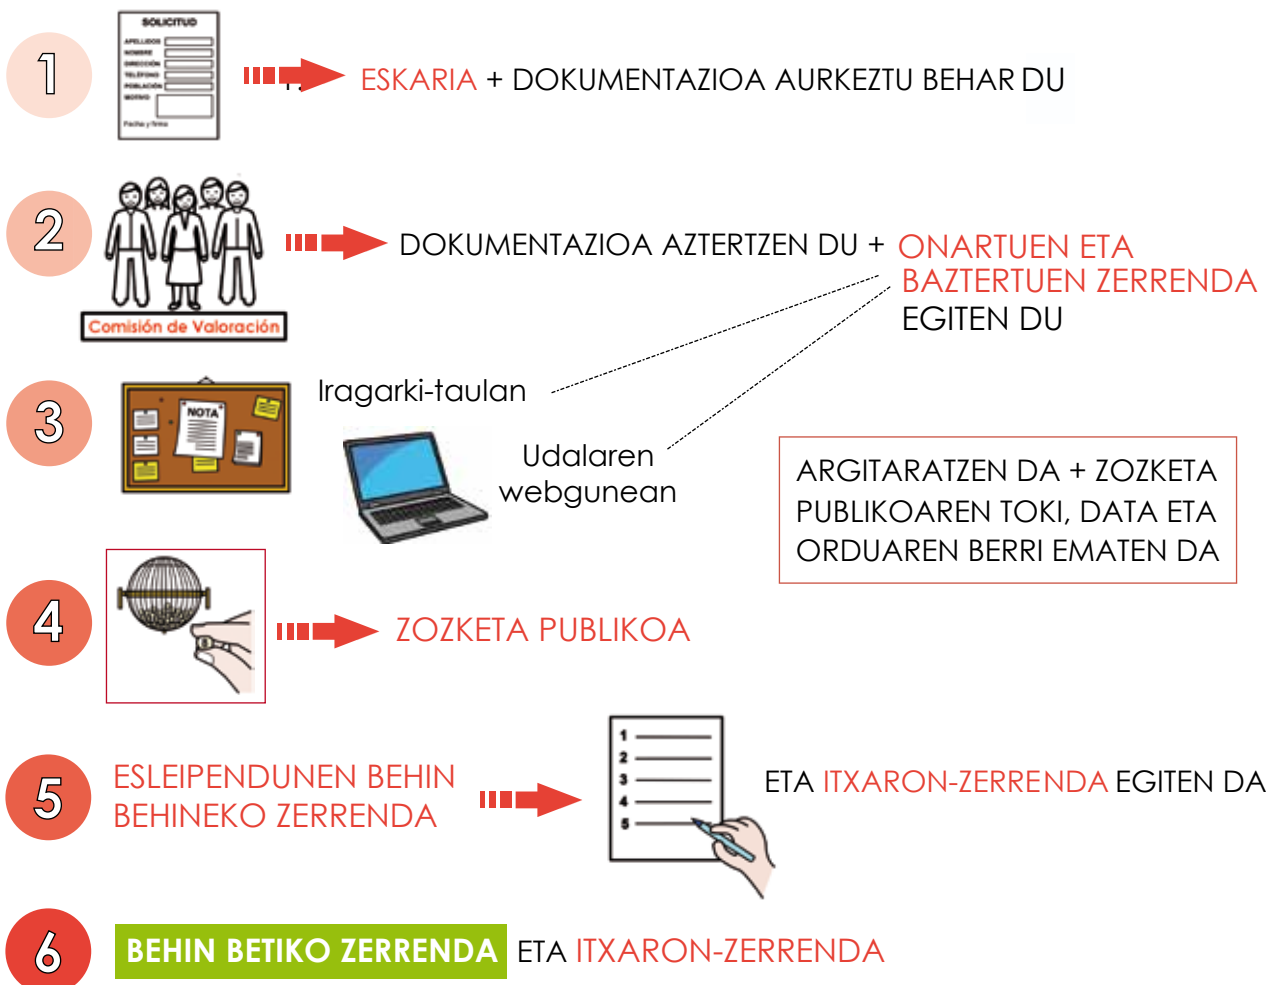 1
SOLICITUD
APELLIDOS
NOMBRE
DIRECCIÓN
TELÉFONO
POBLACIÓN
MOTIVO
Fecha y firma
ESKARIA + DOKUMENTAZIOA AURKEZTU BEHAR DU
2
Comisión de Valoración
DOKUMENTAZIOA AZTERTZEN DU + ONARTUEN ETA
BAZTERTUEN ZERRENDA
EGITEN DU
3
NOTA
Iragarki-taulan
Udalaren
webgunean
ARGITARATZEN DA + ZOZKETA
PUBLIKOAREN TOKI, DATA ETA
ORDUAREN BERRI EMATEN DA
4
ZOZKETA PUBLIKOA
5
ESLEIPENDUNEN BEHIN
BEHINEKO ZERRENDA
1
2
3
4
5
ETA ITXARON-ZERRENDA EGITEN DA
6
BEHIN BETIKO ZERRENDA ETA ITXARON-ZERRENDA